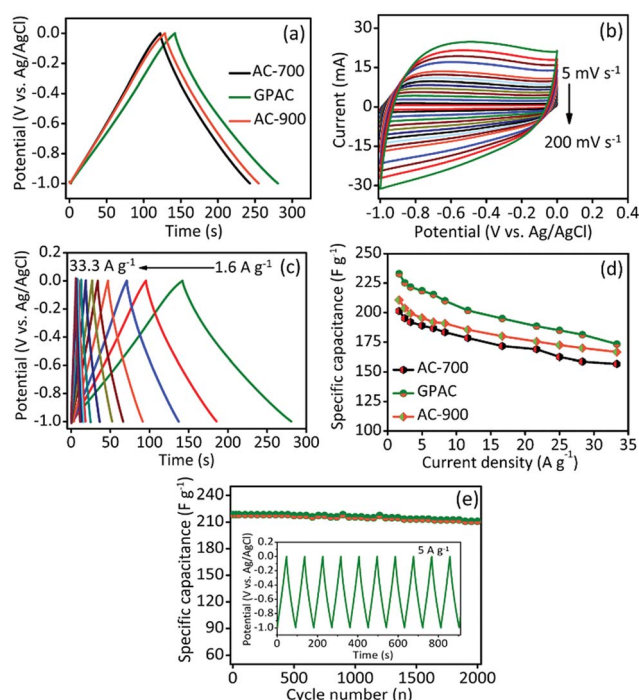 (a)
Potential (V vs. Ag/AgCl)
0.0
-0.2
-0.4
-0.6
-0.8
-1.0
AC-700
GPAC
AC-900
0 50 100 150 200 250 300
Time (s)
(b)
Current (mA)
30
15
0
-15
-30
5 mV s-1
200 mV s-1
-1.0 -0.8 -0.6 -0.4 -0.2 0.0 0.2 0.4
Potential (V vs. Ag/AgCl)
(c)
Potential (V vs. Ag/AgCl)
0.2
0.0
-0.2
-0.4
-0.6
-0.8
-1.0
33.3 A g-1
1.6 A g-1
0 50 100 150 200 250 300
Time (s)
(d)
Specific capacitance (F g-1)
250
225
200
175
150
125
100
AC-700
GPAC
AC-900
0 5 10 15 20 25 30 35
Current density (A g-1)
(e)
Specific capacitance (F g-1)
240
210
180
150
120
90
60
Potential (V vs. Ag/AgCl)
0.2
0.0
-0.2
-0.4
-0.6
-0.8
-1.0
5 A g-1
0 200 400 600 800
Time (s)
0 500 1000 1500 2000
Cycle number (n)